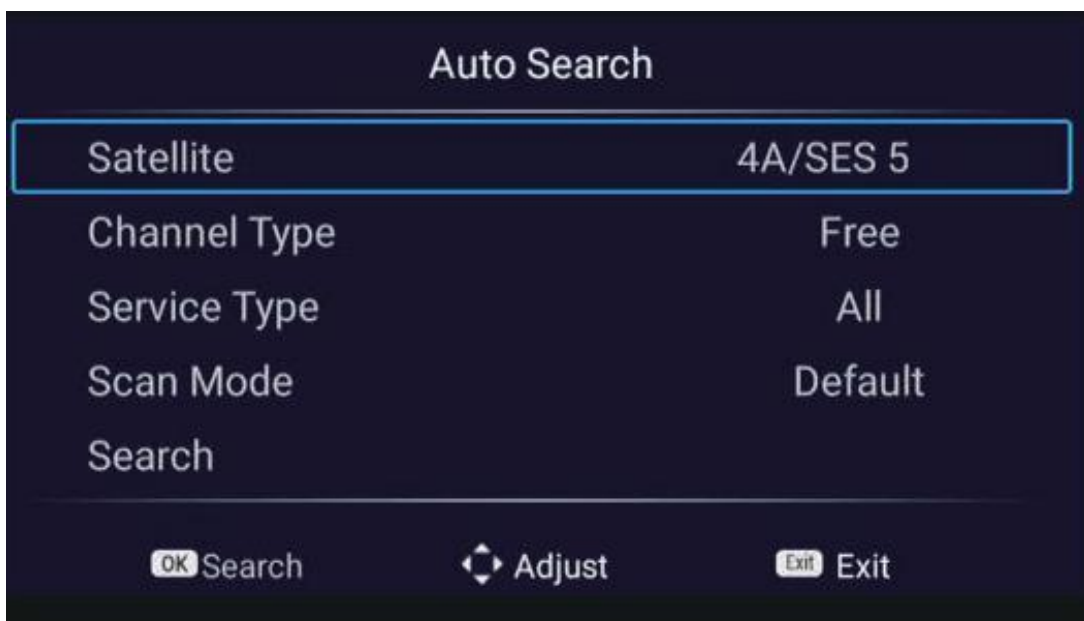 Auto Search
Satellite 4A/SES 5
Channel Type Free
Service Type All
Scan Mode Default
Search
OK Search Adjust Exit Exit